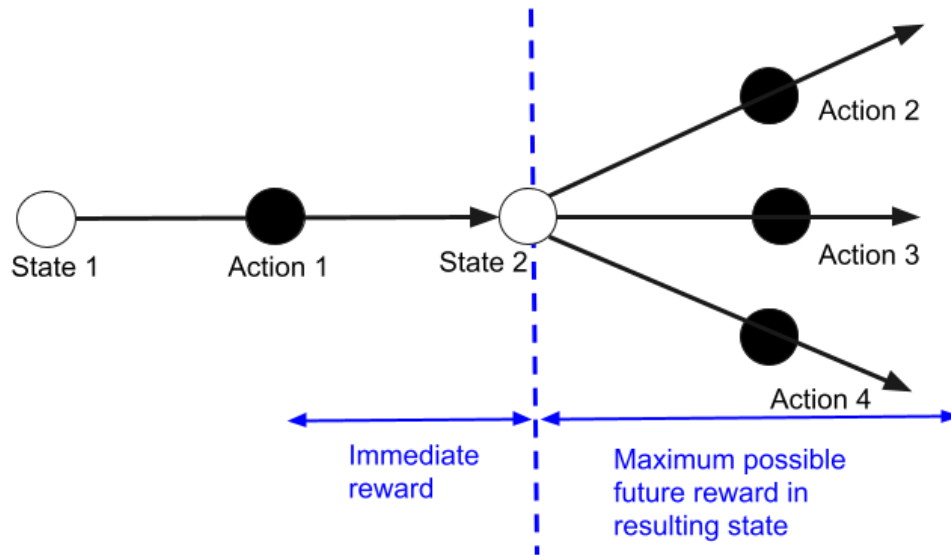 Action 2
State 1
Action 1
State 2
Action 3
Action 4
Immediate
reward
Maximum possible
future reward in
resulting state